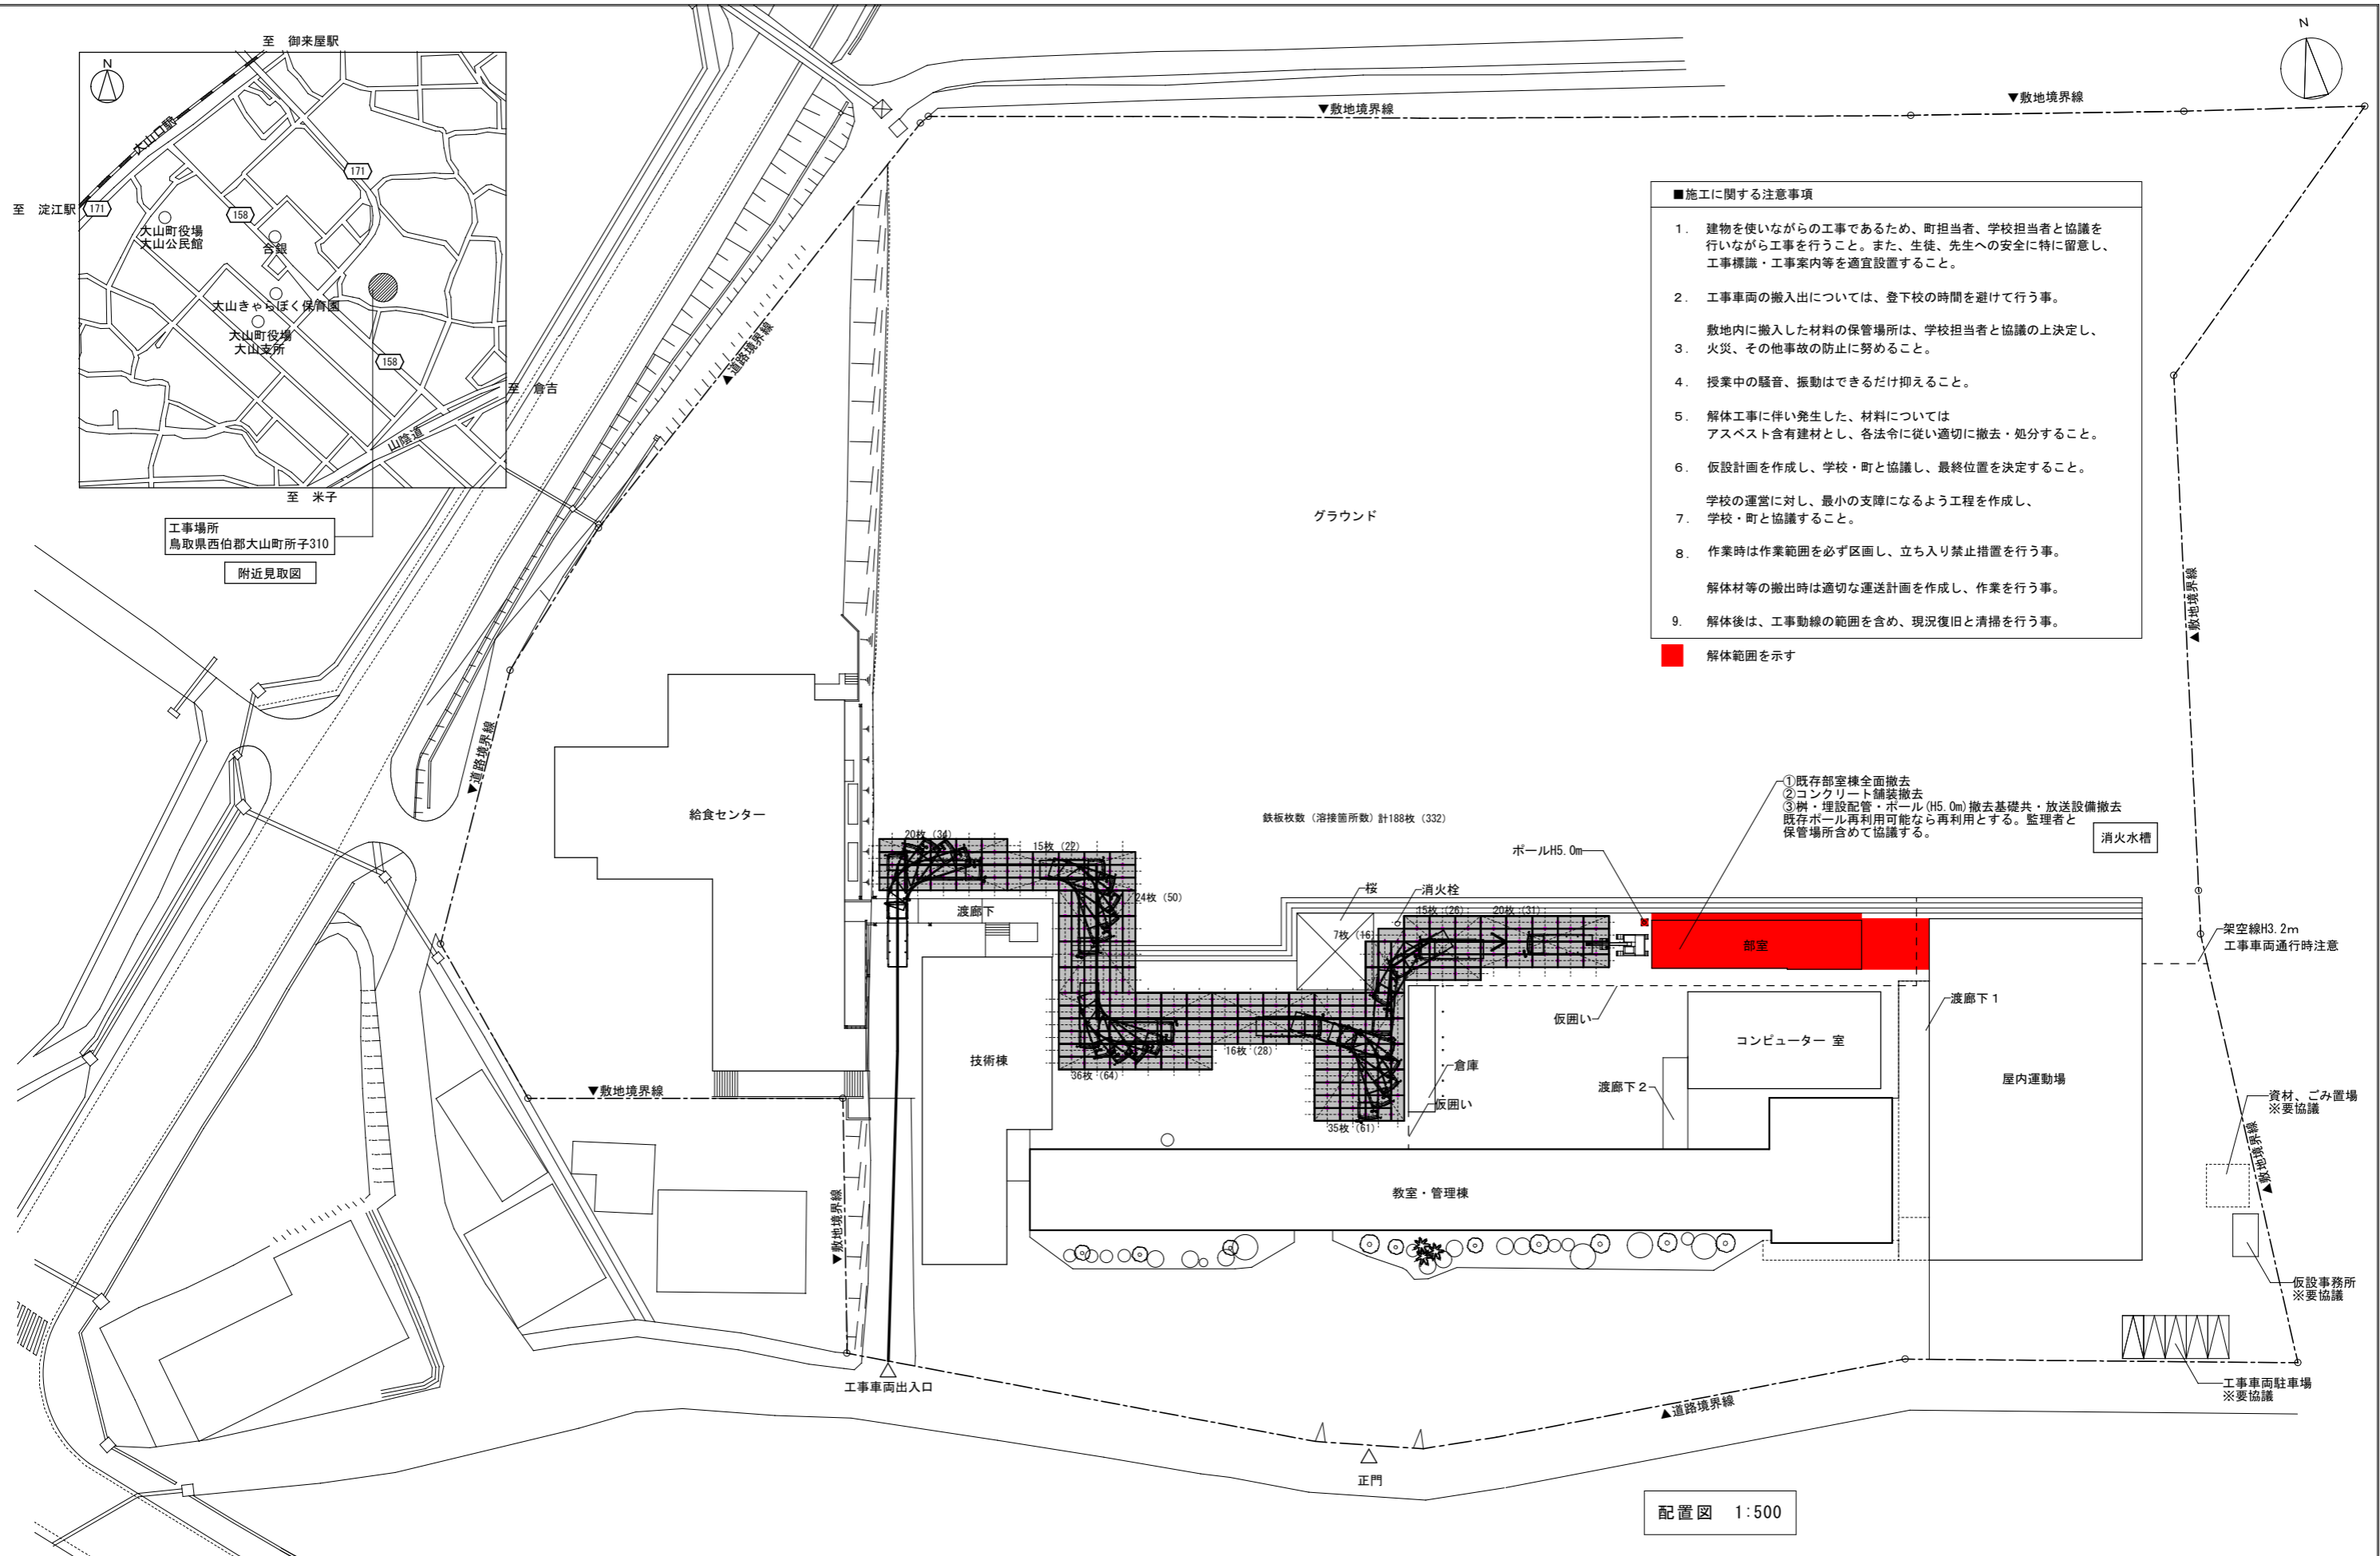 至　御来屋駅
N
大山口駅
171
至　淀江駅
171
158
大山町役場
大山公民館
合銀
大山きゃらぼく保育園
大山町役場
大山支所
158
至　倉吉
山陰道
至　米子
工事場所
鳥取県西伯郡大山町所子310
附近見取図
N
▼敷地境界線
▼敷地境界線
■施工に関する注意事項
1. 建物を使いながらの工事であるため、町担当者、学校担当者と協議を
行いながら工事を行うこと。また、生徒、先生への安全に特に留意し、
工事標識・工事案内等を適宜設置すること。
2. 工事車両の搬入出については、登下校の時間を避けて行う事。
敷地内に搬入した材料の保管場所は、学校担当者と協議の上決定し、
3. 火災、その他事故の防止に努めること。
4. 授業中の騒音、振動はできるだけ抑えること。
5. 解体工事に伴い発生した、材料については
アスベスト含有建材とし、各法令に従い適切に撤去・処分すること。
6. 仮設計画を作成し、学校・町と協議し、最終位置を決定すること。
学校の運営に対し、最小の支障になるよう工程を作成し、
7. 学校・町と協議すること。
8. 作業時は作業範囲を必ず区画し、立ち入り禁止措置を行う事。
解体材等の搬出時は適切な運送計画を作成し、作業を行う事。
9. 解体後は、工事動線の範囲を含め、現況復旧と清掃を行う事。
解体範囲を示す
▲道路境界線
グラウンド
▲敷地境界線
▼道路境界線
給食センター
鉄板枚数（溶接箇所数）計188枚（332）
①既存部室棟全面撤去
②コンクリート舗装撤去
③桝・埋設配管・ポール(H5.0m)撤去基礎共・放送設備撤去
既存ポール再利用可能なら再利用とする。監理者と
保管場所含めて協議する。
消火水槽
20枚（34）
15枚（22）
24枚（50）
渡廊下
ポールH5.0m
桜
消火栓
15枚（26）
20枚（31）
7枚（16）
部室
架空線H3.2m
工事車両通行時注意
渡廊下１
仮囲い
コンピューター 室
技術棟
16枚（28）
36枚（64）
倉庫
渡廊下２
仮囲い
35枚（61）
屋内運動場
▼敷地境界線
資材、ごみ置場
※要協議
▲敷地境界線
教室・管理棟
▼敷地境界線
仮設事務所
※要協議
工事車両出入口
工事車両駐車場
※要協議
▲道路境界線
正門
配置図　1:500